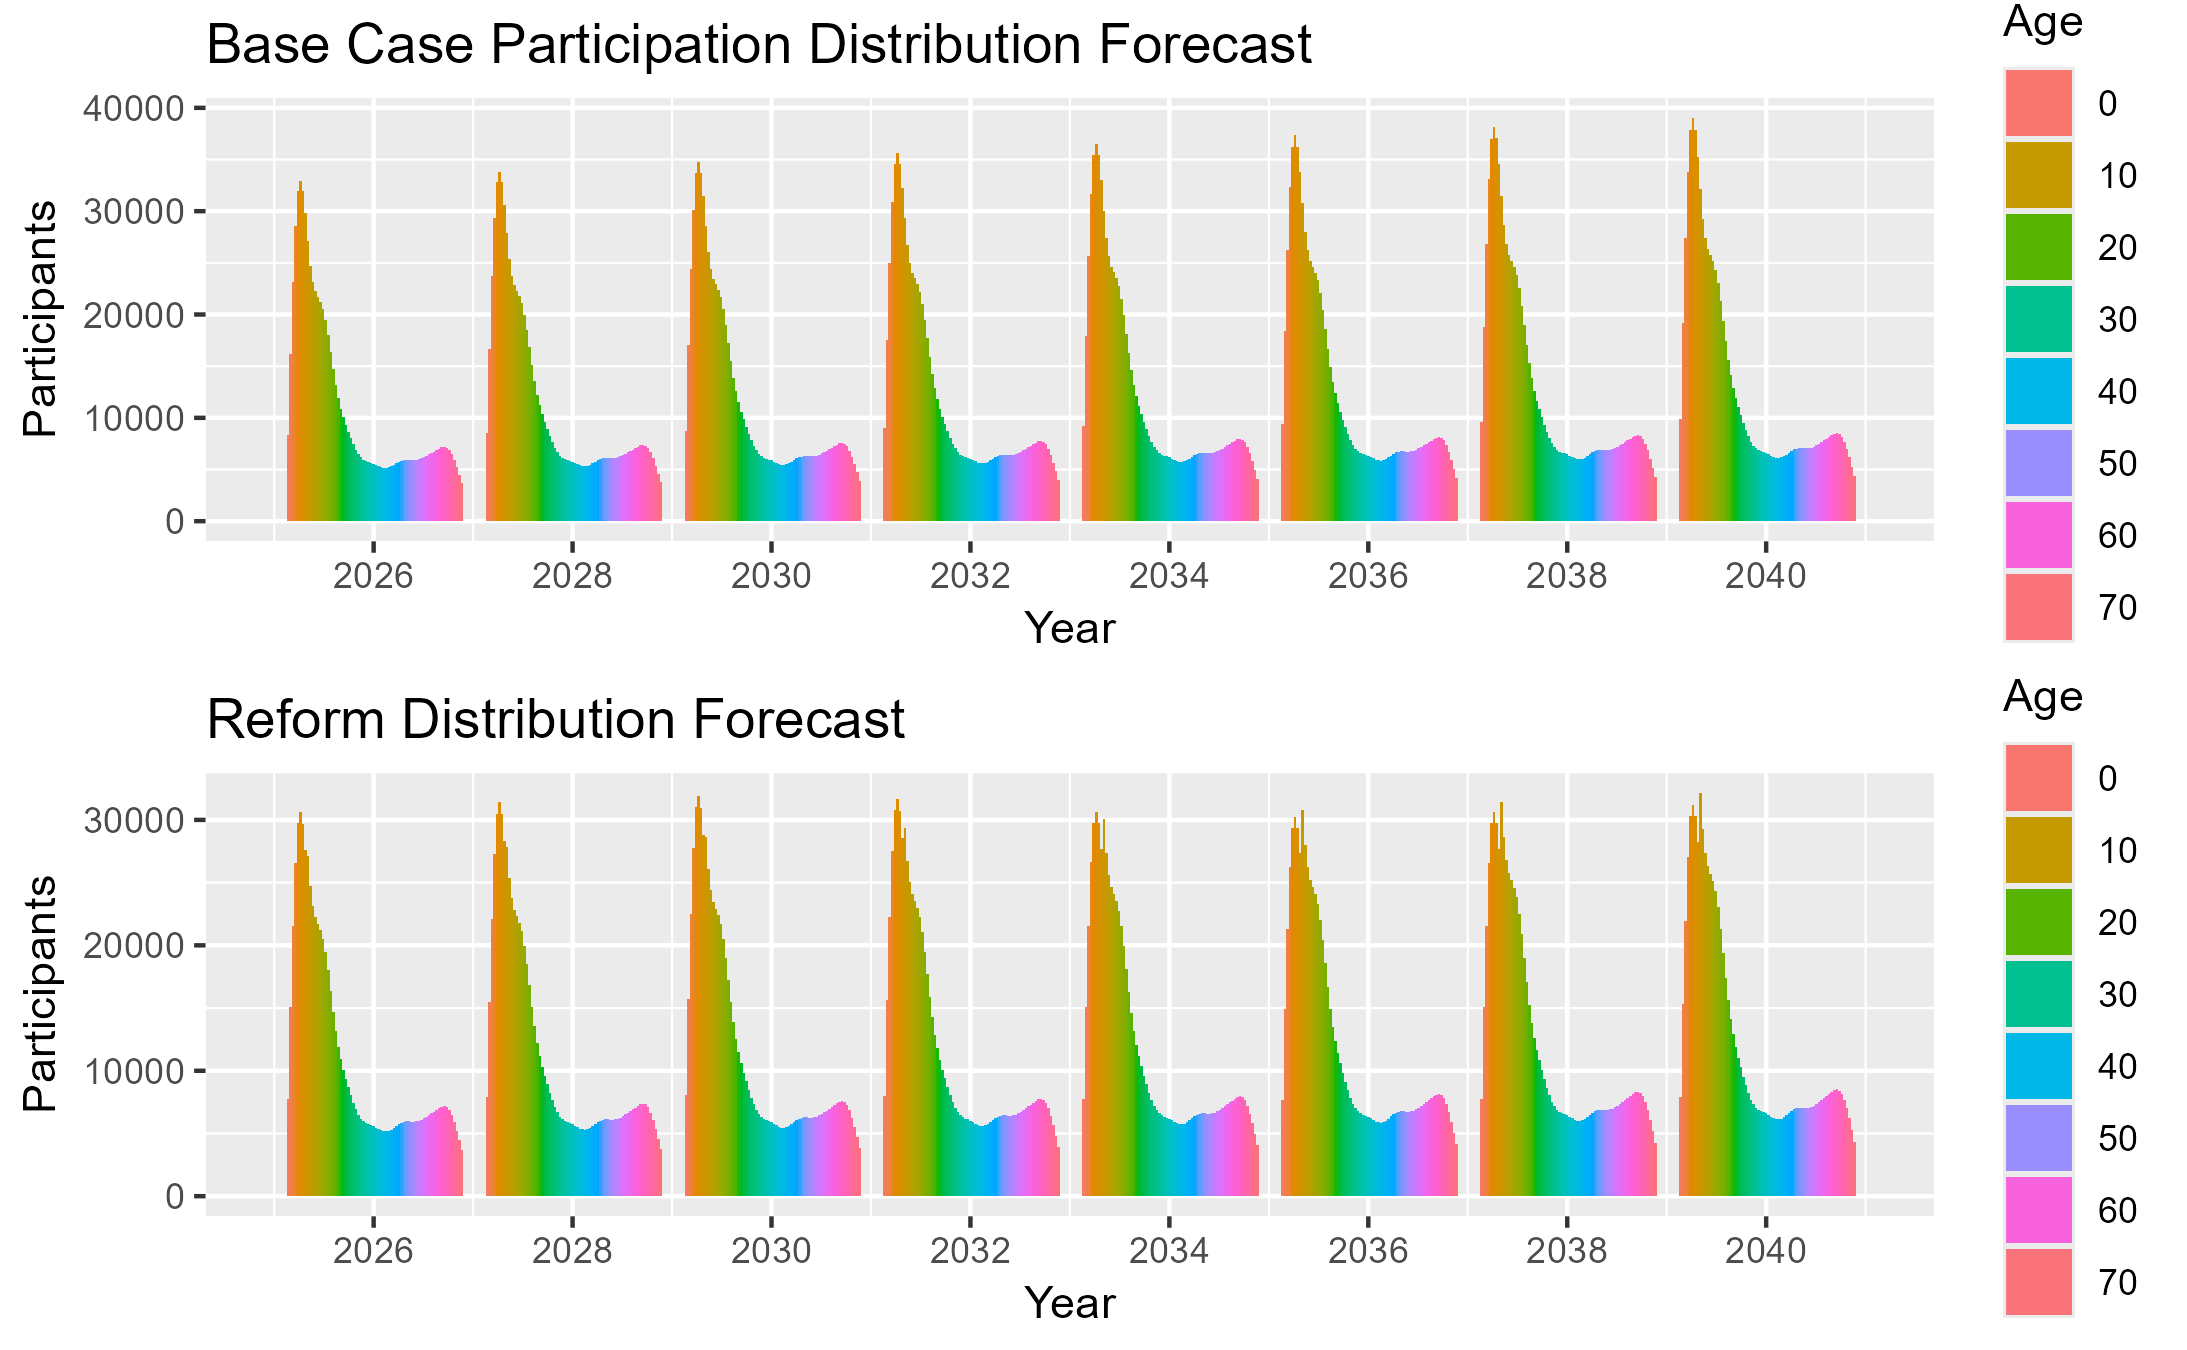 Base Case Participation Distribution Forecast
Participants
40000
30000
20000
10000
0
2026 2028 2030 2032 2034 2036 2038 2040
Year
Age
0
10
20
30
40
50
60
70
Reform Distribution Forecast
Participants
30000
20000
10000
0
2026 2028 2030 2032 2034 2036 2038 2040
Year
Age
0
10
20
30
40
50
60
70